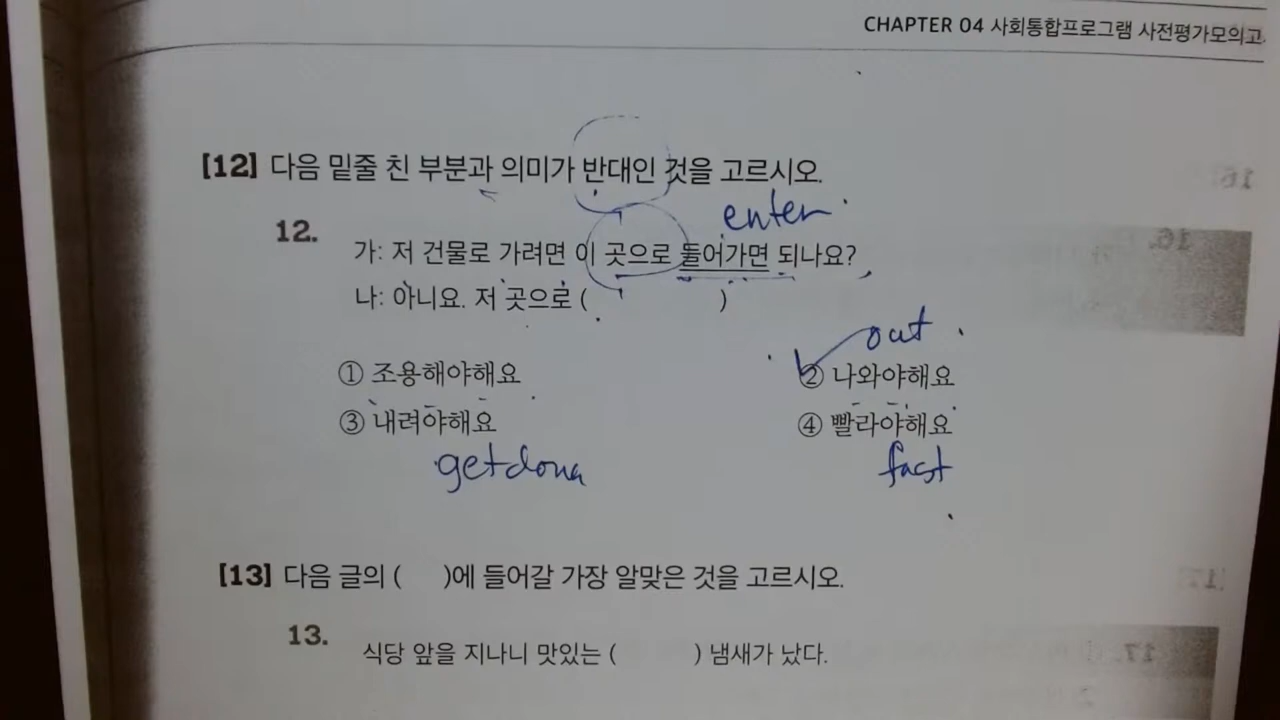 CHAPTER 04 사회통합프로그램 사전평가모의고
[12] 다음 밑줄 친 부분과 의미가 반대인 것을 고르시오.
enter
12.
가: 저 건물로 가려면 이 곳으로 들어가면 되나요?
나: 아니요. 저 곳으로 ( )
out
① 조용해야해요 ② 나와야해요
③ 내려야해요 ④ 빨라야해요
fast
[13] 다음 글의 ( )에 들어갈 가장 알맞은 것을 고르시오.
13.
식당 앞을 지나니 맛있는 ( ) 냄새가 났다.